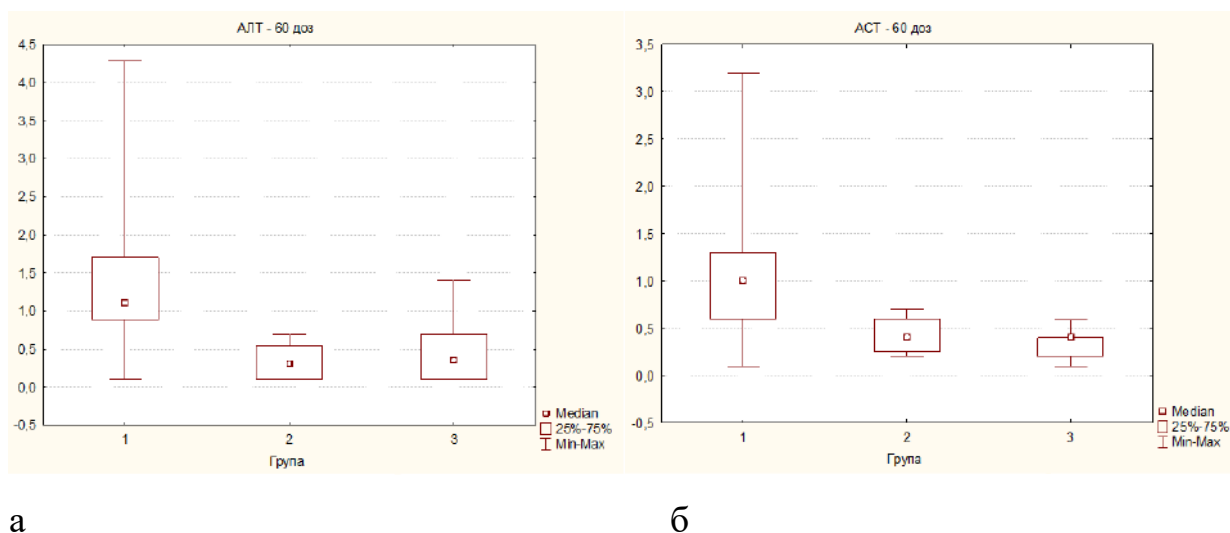 АЛТ - 60 доз
4,5
4,0
3,5
3,0
2,5
2,0
1,5
1,0
0,5
0,0
-0,5
1 2 3
Група
Median
25%-75%
Min-Max
АСТ - 60 доз
3,5
3,0
2,5
2,0
1,5
1,0
0,5
0,0
-0,5
1 2 3
Група
Median
25%-75%
Min-Max
а б